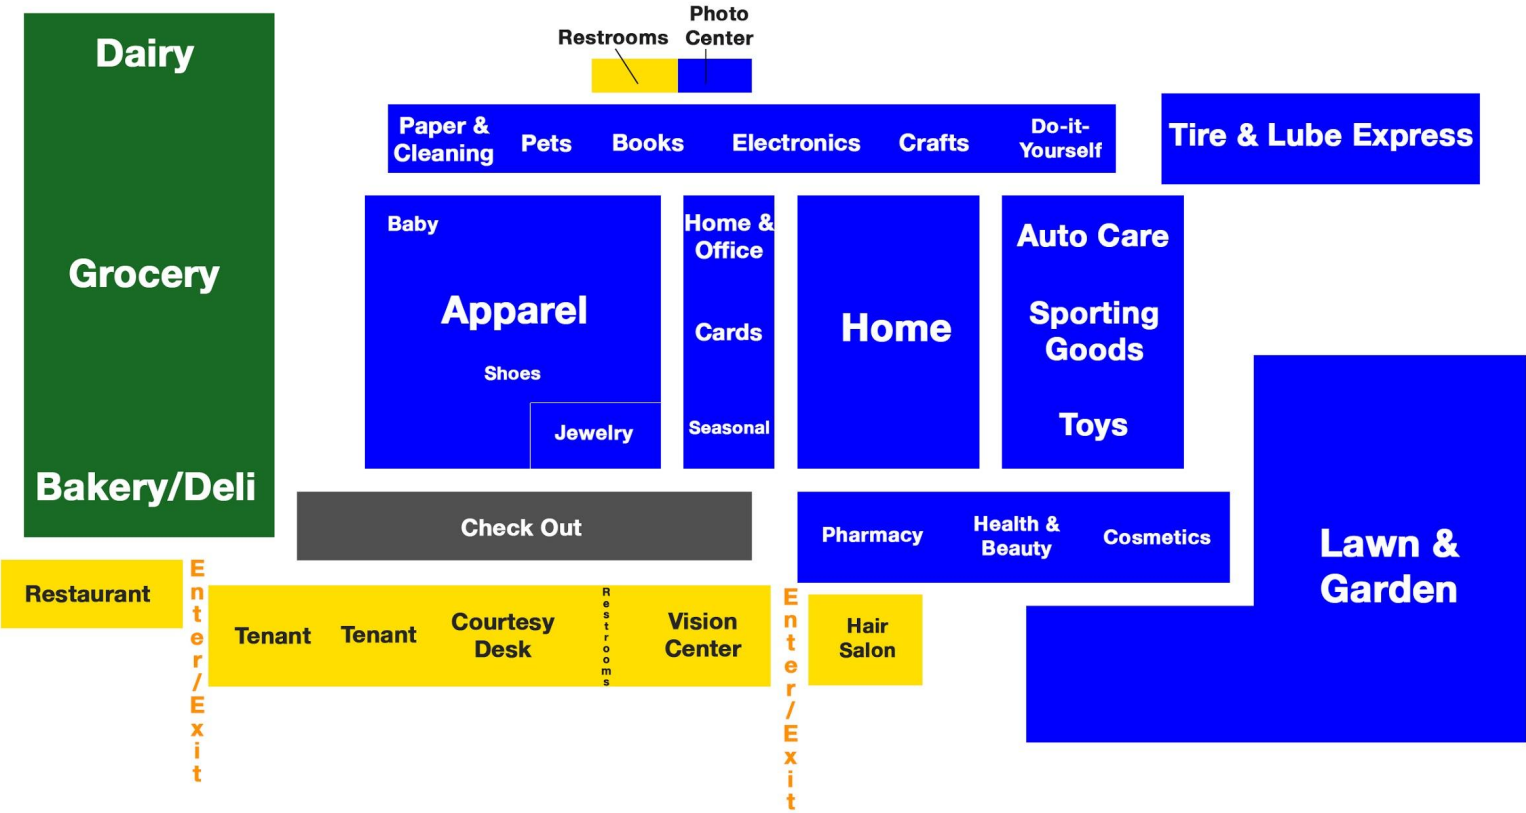 Dairy
Grocery
Bakery/Deli
Restrooms
Photo
Center
Paper &
Cleaning
Pets
Books
Electronics
Crafts
Do-it-
Yourself
Tire & Lube Express
Baby
Apparel
Shoes
Jewelry
Home &
Office
Cards
Seasonal
Home
Auto Care
Sporting
Goods
Toys
Check Out
Pharmacy
Health &
Beauty
Cosmetics
Lawn &
Garden
Restaurant
Enter/Exit
Tenant
Tenant
Courtesy
Desk
Restrooms
Vision
Center
Enter/Exit
Hair
Salon